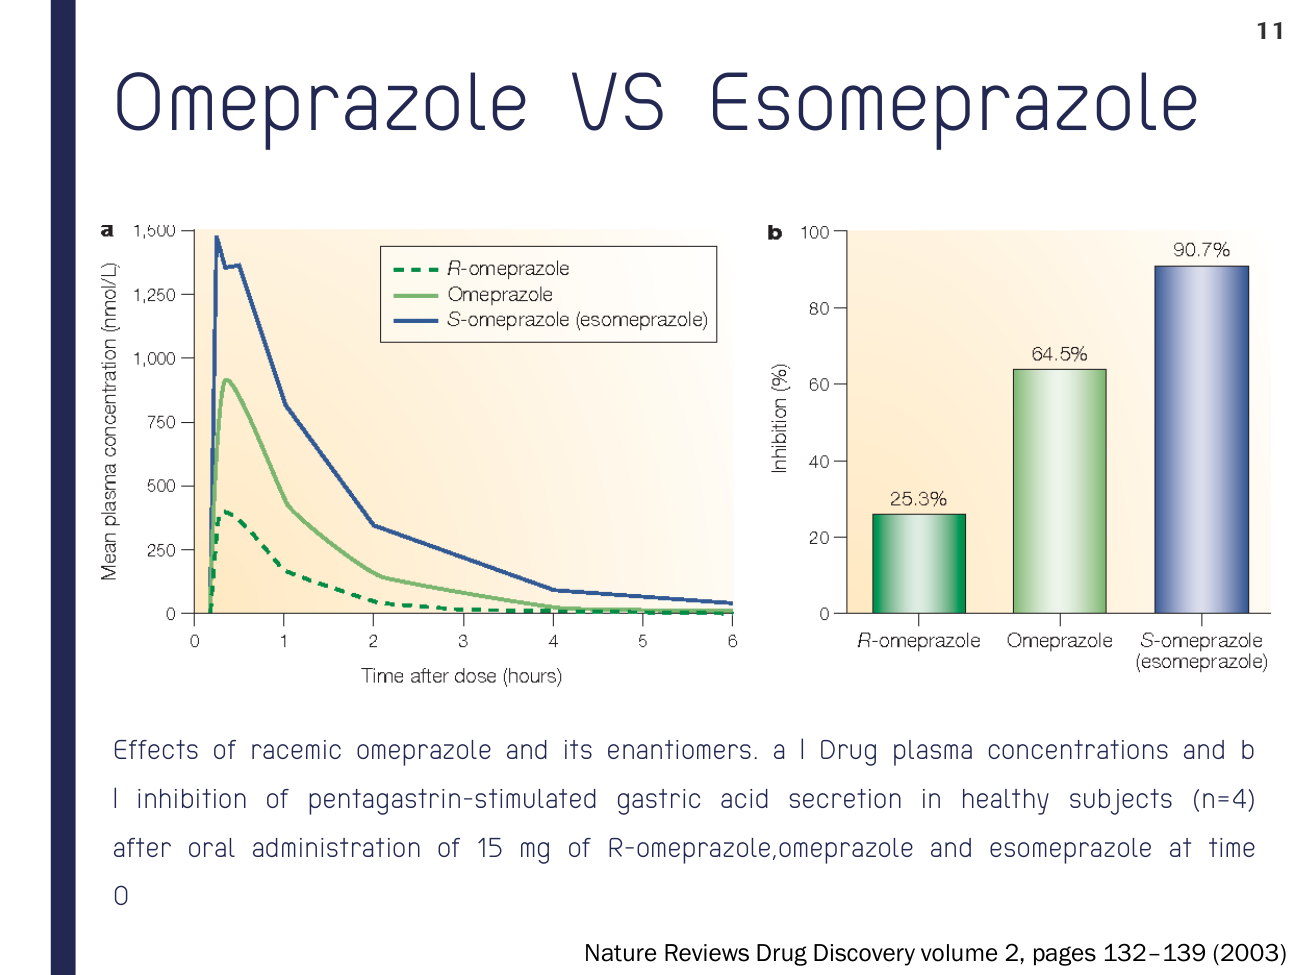 11
Omeprazole VS Esomeprazole
a
1,500
1,250
1,000
750
500
250
0
Mean plasma concentration (nmol/L)
R-omeprazole
Omeprazole
S-omeprazole (esomeprazole)
0 1 2 3 4 5 6
Time after dose (hours)
b
100
80
60
40
20
0
Inhibition (%)
25.3%
64.5%
90.7%
R-omeprazole Omeprazole S-omeprazole
(esomeprazole)
Effects of racemic omeprazole and its enantiomers. a | Drug plasma concentrations and b
| inhibition of pentagastrin-stimulated gastric acid secretion in healthy subjects (n=4)
after oral administration of 15 mg of R-omeprazole,omeprazole and esomeprazole at time
0
Nature Reviews Drug Discovery volume 2, pages 132–139 (2003)